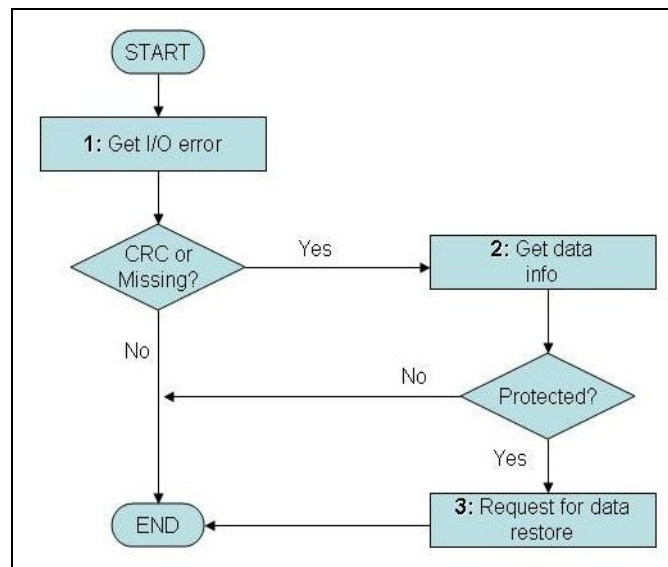 START
1: Get I/O error
CRC or
Missing?
Yes
2: Get data
info
No
No
Protected?
Yes
3: Request for data
restore
END